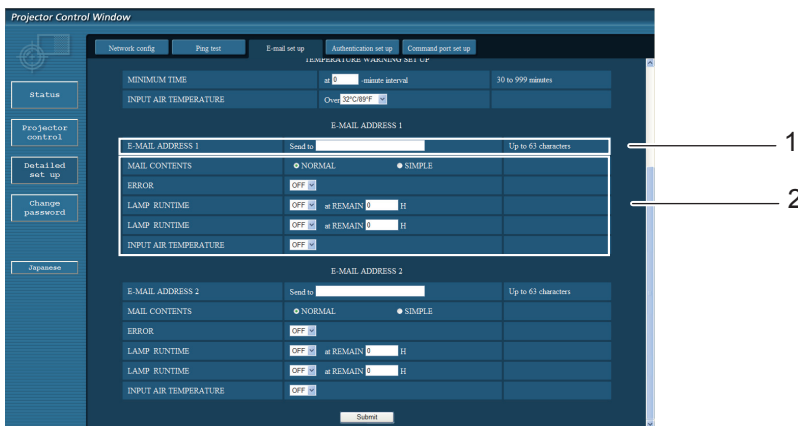 Projector Control Window
Network config Ping test E-mail set up Authentication set up Command port set up
TEMPERATURE WARNING SET UP
MINIMUM TIME at 0 -minute interval 30 to 999 minutes
INPUT AIR TEMPERATURE Over 32°C/89°F
Status
Projector control
Detailed set up
Change password
Japanese
E-MAIL ADDRESS 1
E-MAIL ADDRESS 1 Send to Up to 63 characters
1
MAIL CONTENTS NORMAL SIMPLE
ERROR OFF
LAMP RUNTIME OFF at REMAIN 0 H
2
LAMP RUNTIME OFF at REMAIN 0 H
INPUT AIR TEMPERATURE OFF
E-MAIL ADDRESS 2
E-MAIL ADDRESS 2 Send to Up to 63 characters
MAIL CONTENTS NORMAL SIMPLE
ERROR OFF
LAMP RUNTIME OFF at REMAIN 0 H
LAMP RUNTIME OFF at REMAIN 0 H
INPUT AIR TEMPERATURE OFF
Submit